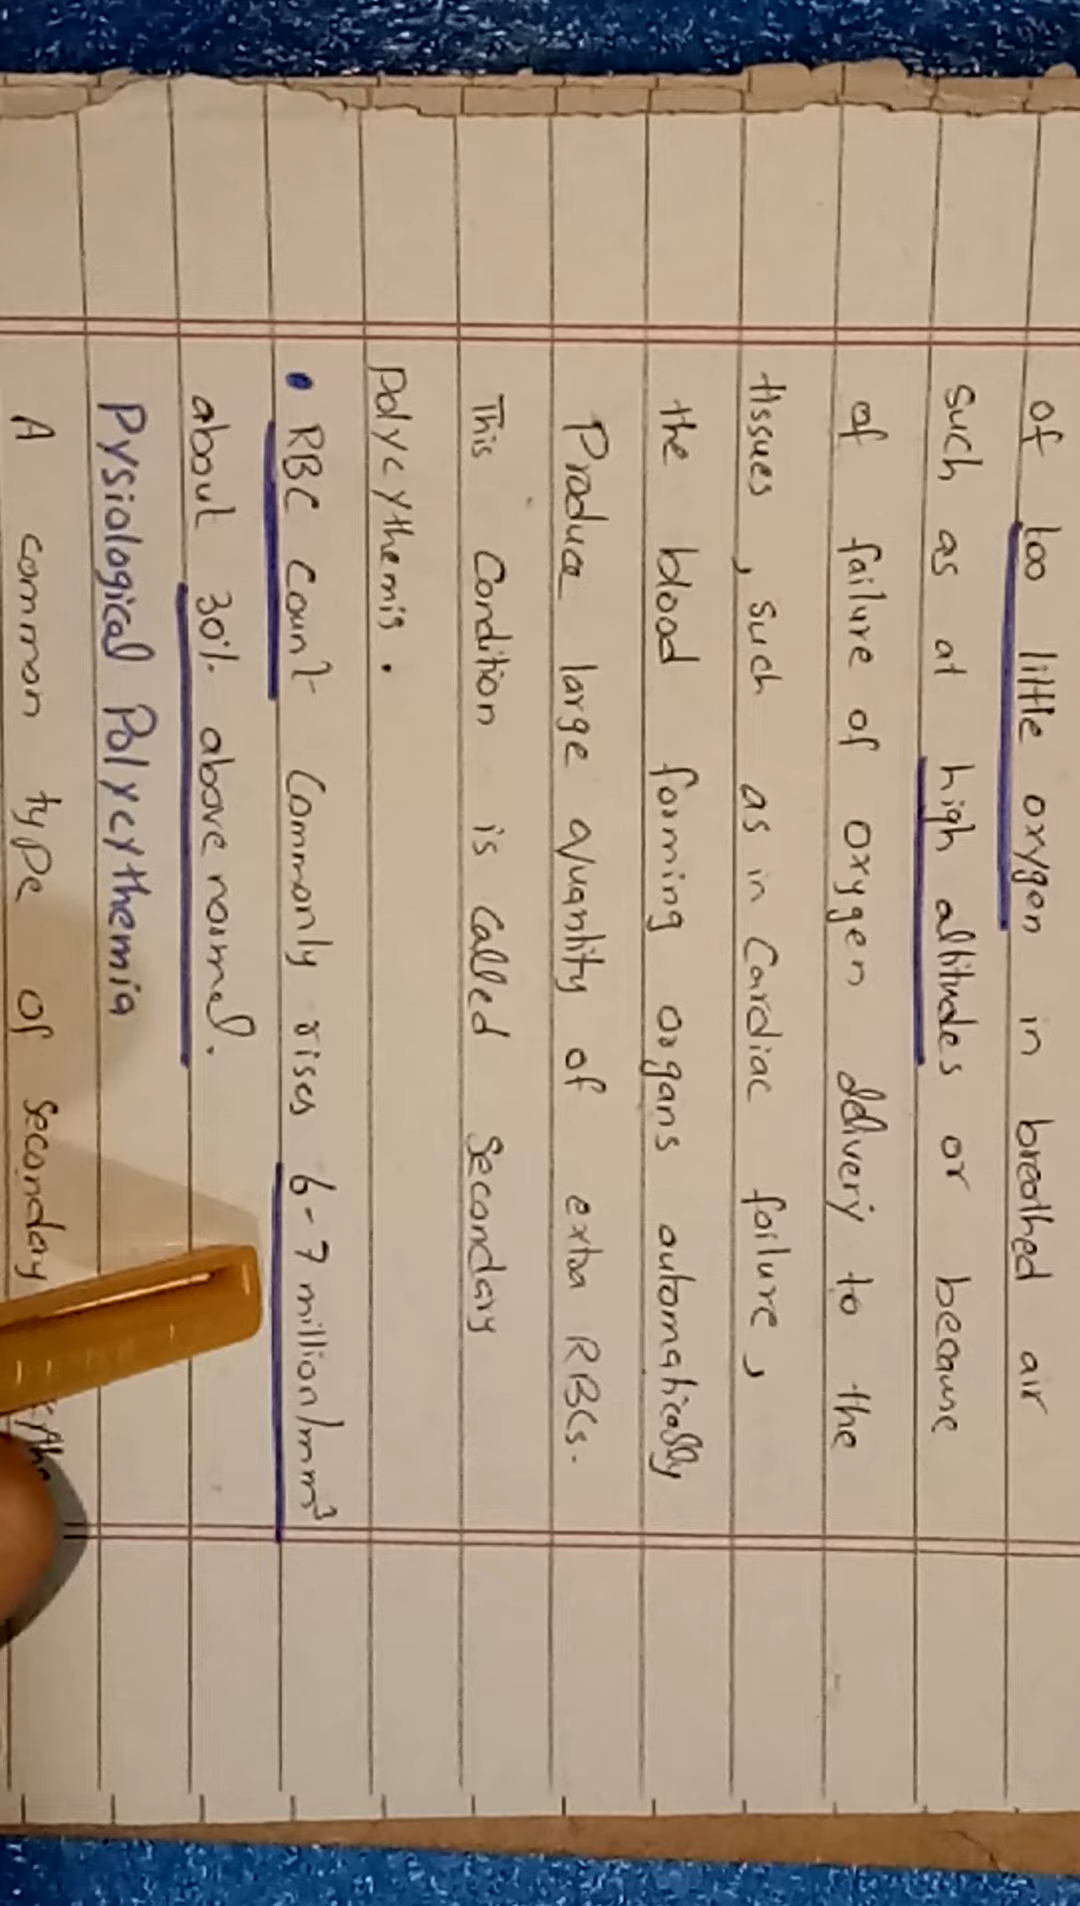 of too little oxygen in breathed air
such as at high altitudes or because
of failure of oxygen delivery to the
tissues, such as in Cardiac failure,
the blood forming organs automatically
Produce large quantity of extra RBCs.
This Condition is Called Secondary
Polycythemis.
• RBC Count Commonly rises 6-7 million/mm³
about 30% above normal.
Pysiological Polycythemia
A common type of secondary